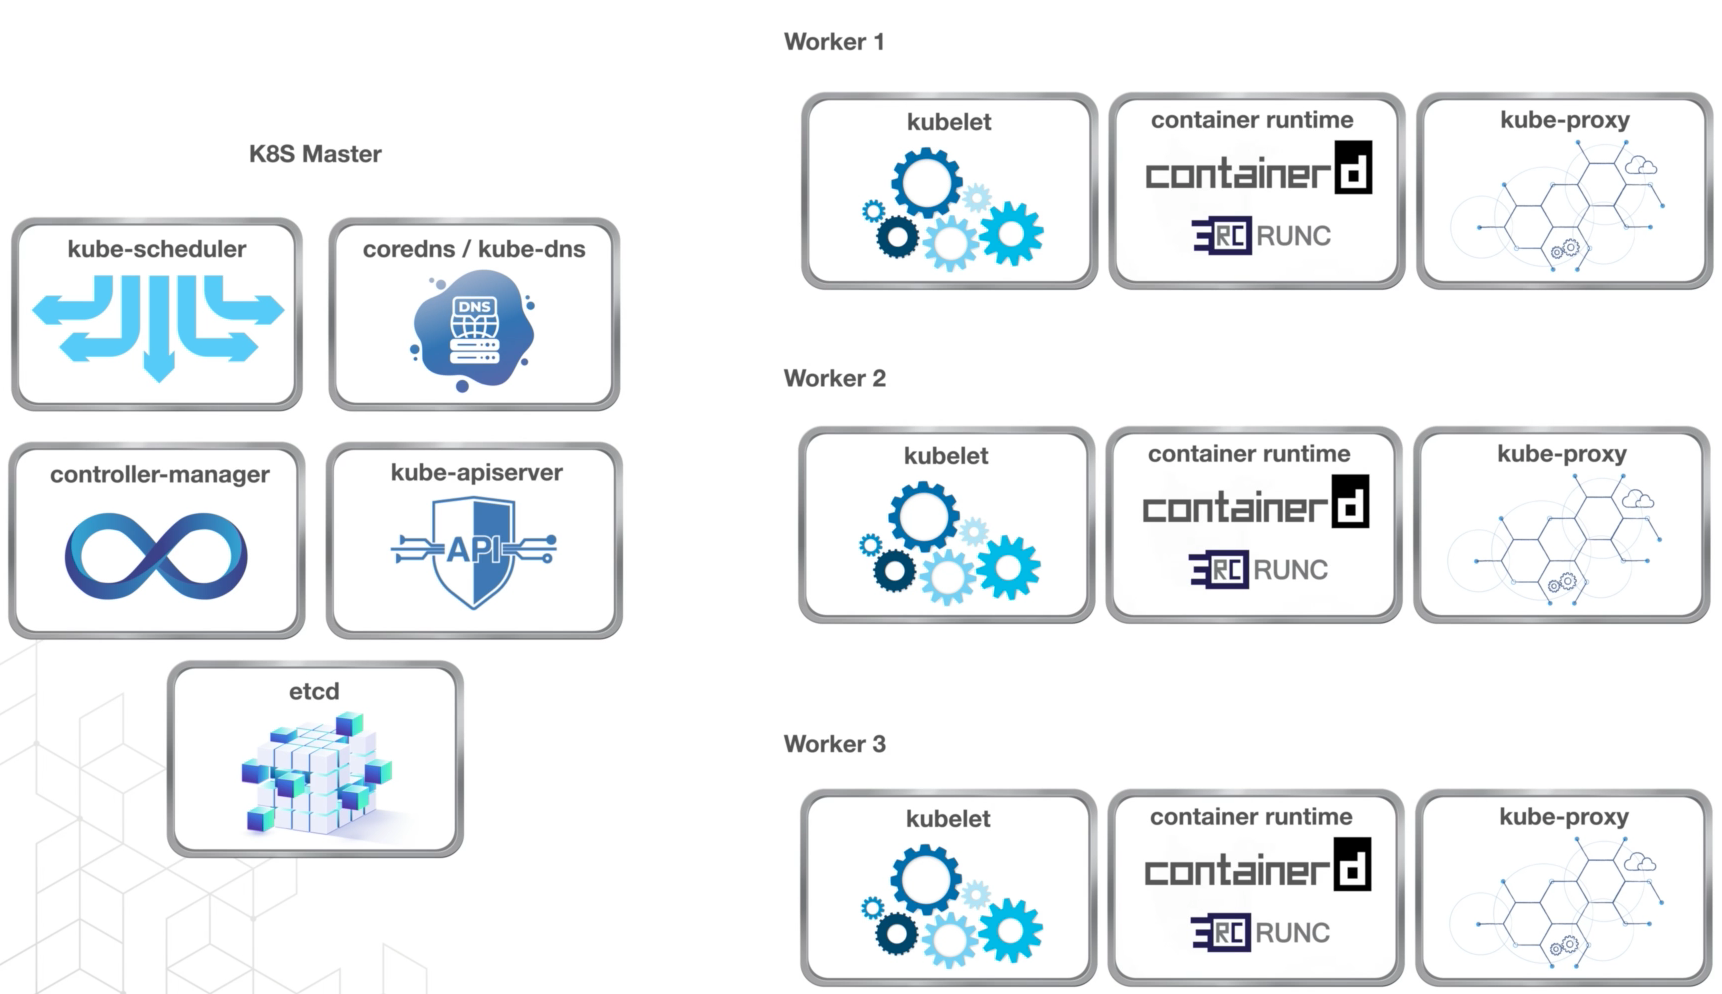 K8S Master
kube-scheduler
coredns / kube-dns
DNS
controller-manager
kube-apiserver
API
etcd
Worker 1
kubelet
container runtime
containerd
RC RUNC
kube-proxy
Worker 2
kubelet
container runtime
containerd
RC RUNC
kube-proxy
Worker 3
kubelet
container runtime
containerd
RC RUNC
kube-proxy